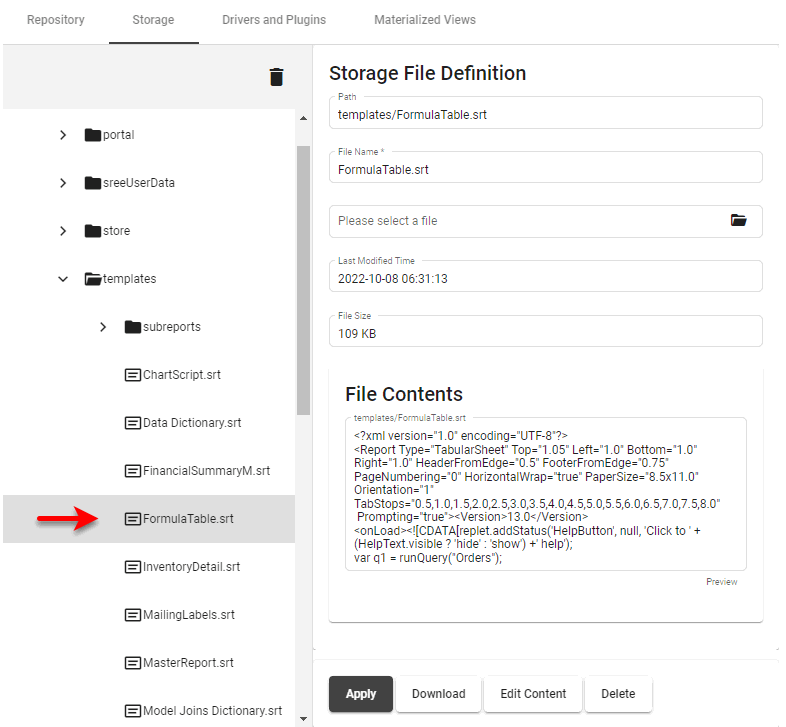 Repository
Storage
Drivers and Plugins
Materialized Views
portal
sreeUserData
store
templates
subreports
ChartScript.srt
Data Dictionary.srt
FinancialSummaryM.srt
FormulaTable.srt
InventoryDetail.srt
MailingLabels.srt
MasterReport.srt
Model Joins Dictionary.srt
Storage File Definition
Path
templates/FormulaTable.srt
File Name *
FormulaTable.srt
Please select a file
Last Modified Time
2022-10-08 06:31:13
File Size
109 KB
File Contents
templates/FormulaTable.srt
<?xml version="1.0" encoding="UTF-8"?>
<Report Type="TabularSheet" Top="1.05" Left="1.0" Bottom="1.0"
Right="1.0" HeaderFromEdge="0.5" FooterFromEdge="0.75"
PageNumbering="0" HorizontalWrap="true" PaperSize="8.5x11.0"
Orientation="1"
TabStops="0.5,1.0,1.5,2.0,2.5,3.0,3.5,4.0,4.5,5.0,5.5,6.0,6.5,7.0,7.5,8.0"
Prompting="true"><Version>13.0</Version>
<onLoad><![CDATA[replet.addStatus('HelpButton', null, 'Click to ' +
(HelpText.visible ? 'hide' : 'show') +' help');
var q1 = runQuery("Orders");
Preview
Apply
Download
Edit Content
Delete